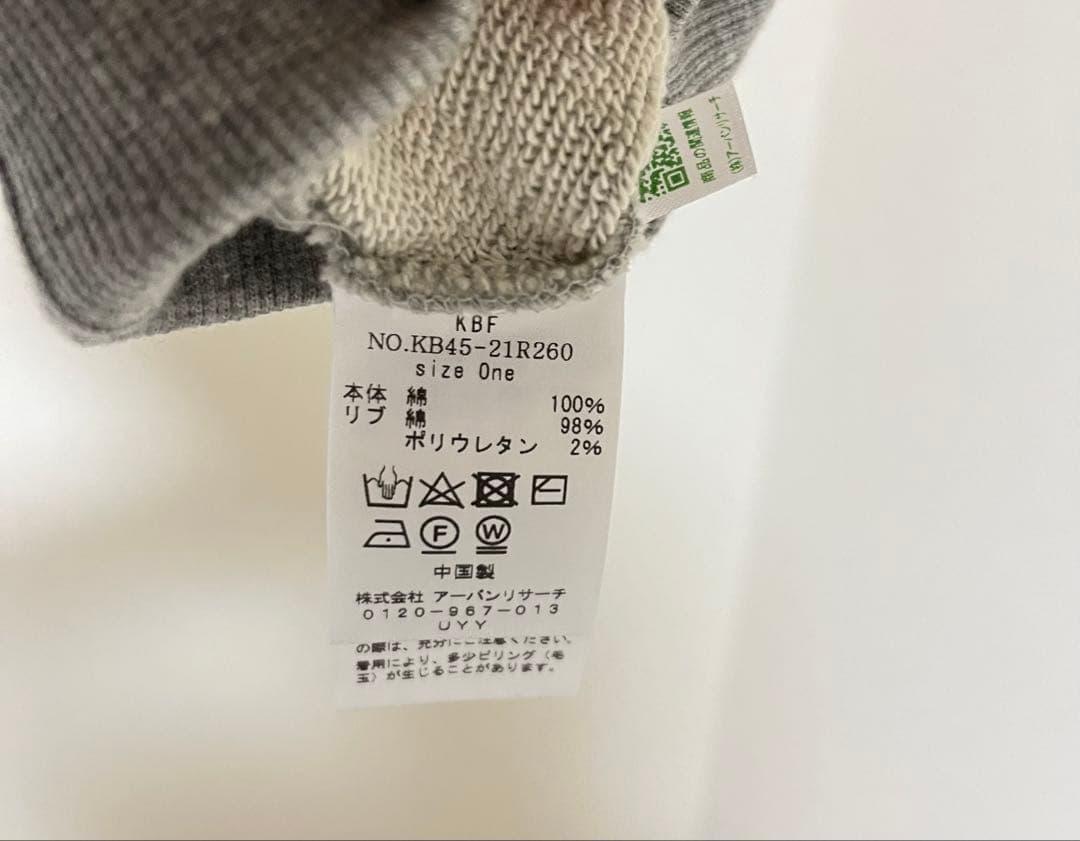 KBF
NO.KB45-21R260
size One
本体 綿 100%
リブ 綿 98%
ポリウレタン 2%
F W
中国製
株式会社 アーバンリサーチ
0120-967-013
UYY
の際は、充分にご注意ください。
着用により、多少ピリング（毛
玉）が生じることがあります。
商品の関連情報
㈱アーバンリサーチ